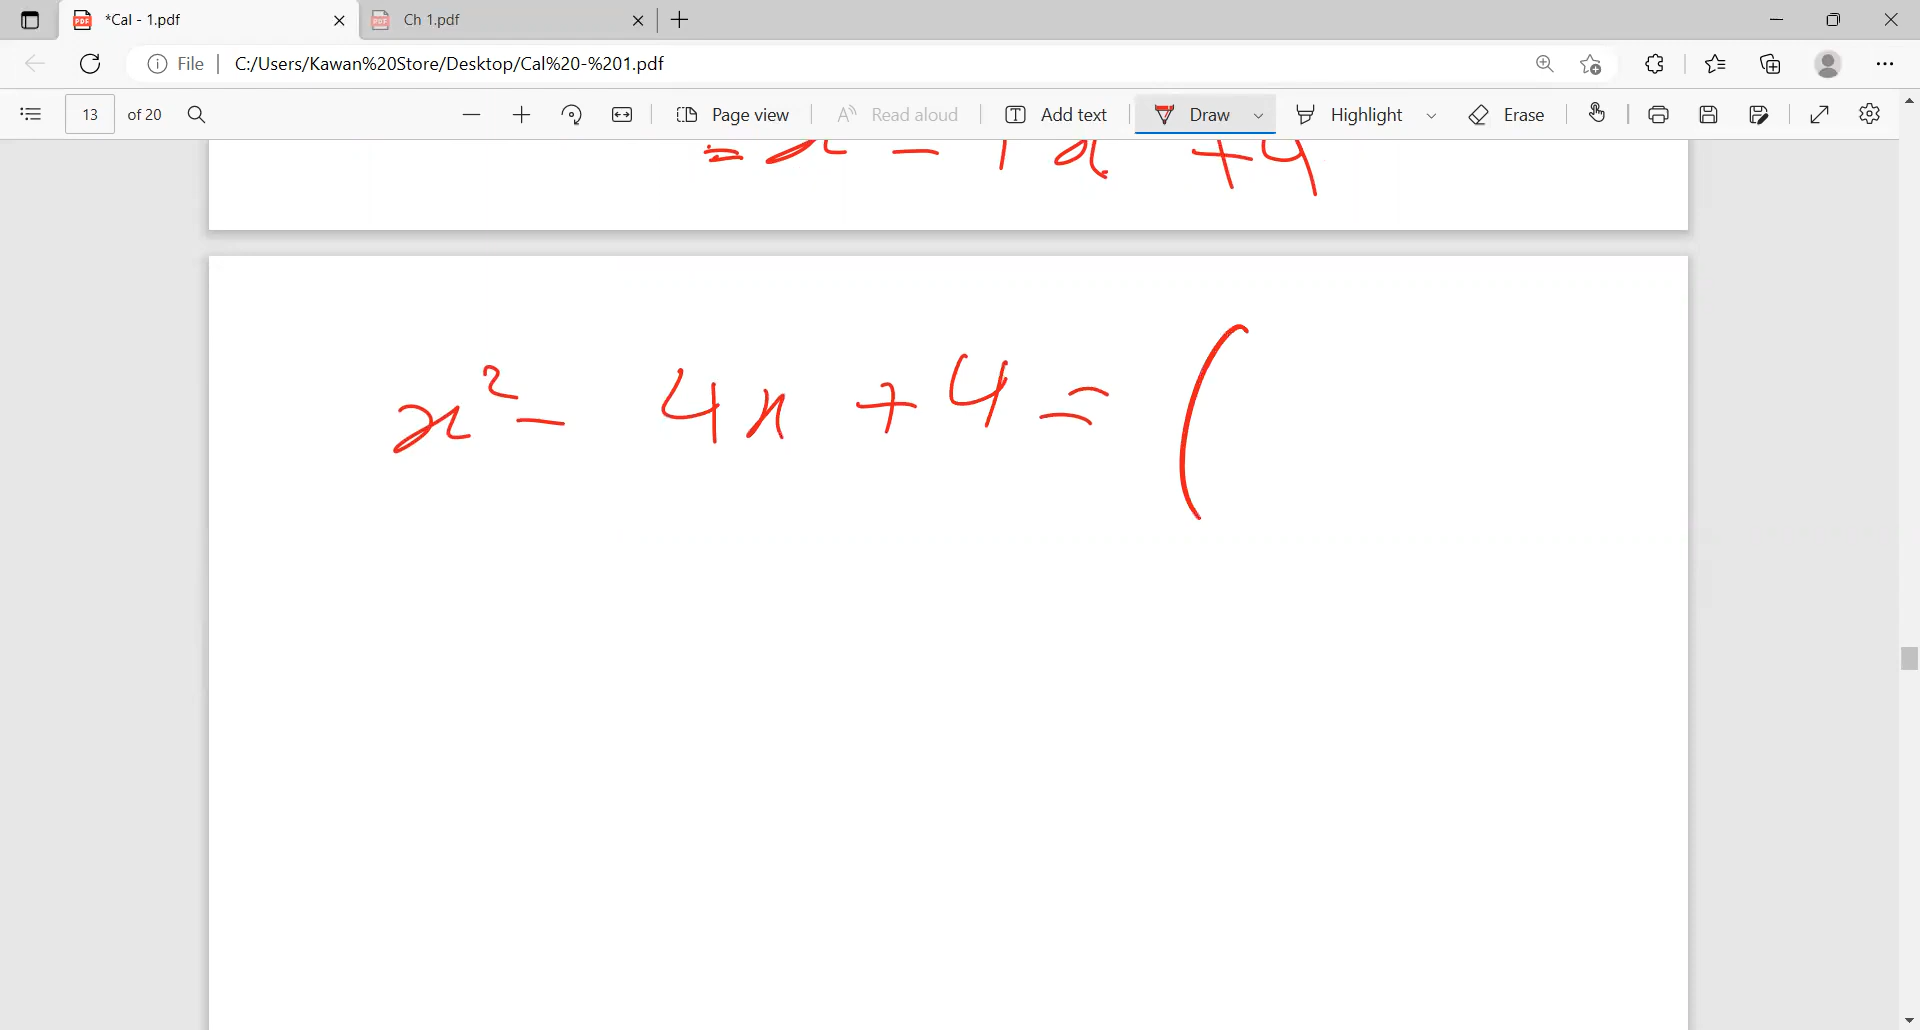 *Cal - 1.pdf
Ch 1.pdf
File | C:/Users/Kawan%20Store/Desktop/Cal%20-%201.pdf
13 of 20
Page view
Read aloud
Add text
Draw
Highlight
Erase
x² - 4x + 4 = (